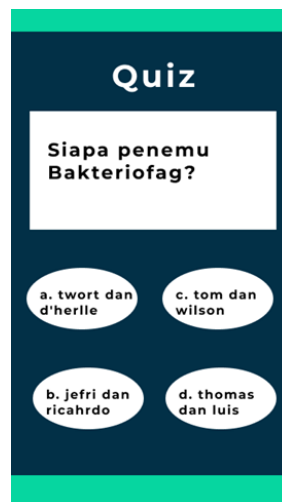 Quiz
Siapa penemu
Bakteriofag?
a. twort dan
d'herlle
c. tom dan
wilson
b. jefri dan
ricahrdo
d. thomas
dan luis